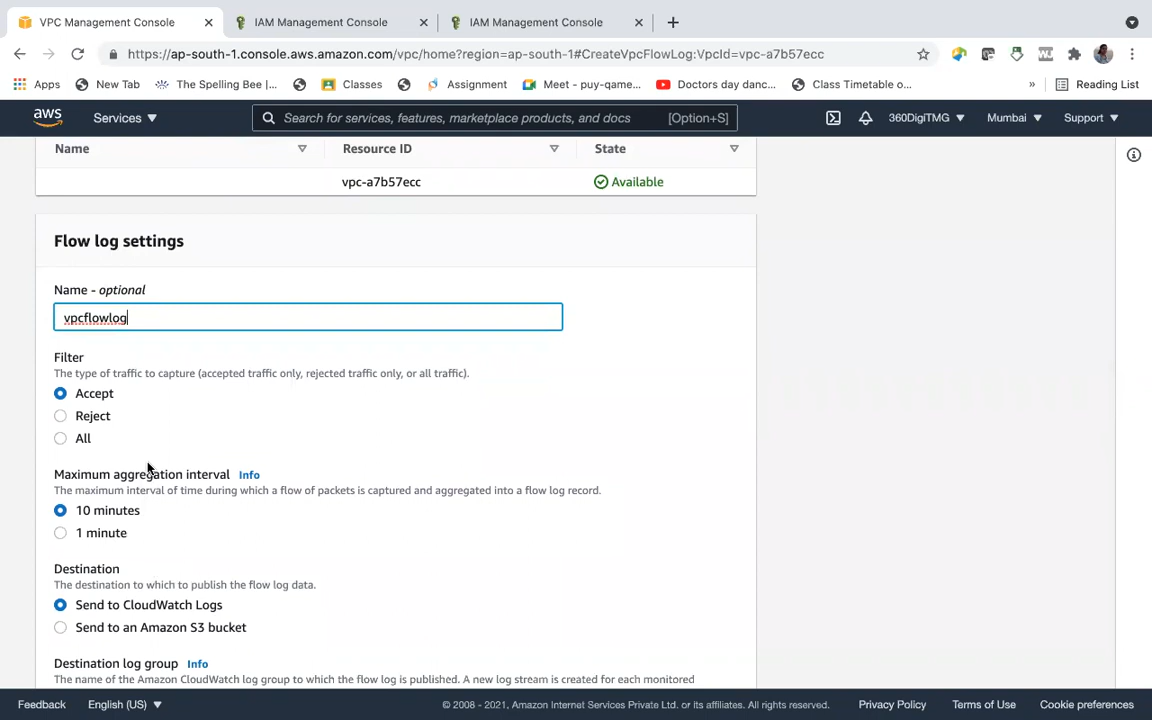 VPC Management Console
IAM Management Console
IAM Management Console
https://ap-south-1.console.aws.amazon.com/vpc/home?region=ap-south-1#CreateVpcFlowLog:VpcId=vpc-a7b57ecc
Apps
New Tab
The Spelling Bee |...
Classes
Assignment
Meet - puy-game...
Doctors day danc...
Class Timetable o...
»
Reading List
aws
Services
Search for services, features, marketplace products, and docs
[Option+S]
360DigiTMG
Mumbai
Support
Name
Resource ID
State
vpc-a7b57ecc
Available
Flow log settings
Name - optional
vpcflowlog
Filter
The type of traffic to capture (accepted traffic only, rejected traffic only, or all traffic).
Accept
Reject
All
Maximum aggregation interval Info
The maximum interval of time during which a flow of packets is captured and aggregated into a flow log record.
10 minutes
1 minute
Destination
The destination to which to publish the flow log data.
Send to CloudWatch Logs
Send to an Amazon S3 bucket
Destination log group Info
The name of the Amazon CloudWatch log group to which the flow log is published. A new log stream is created for each monitored
Feedback
English (US)
© 2008 - 2021, Amazon Internet Services Private Ltd. or its affiliates. All rights reserved.
Privacy Policy
Terms of Use
Cookie preferences